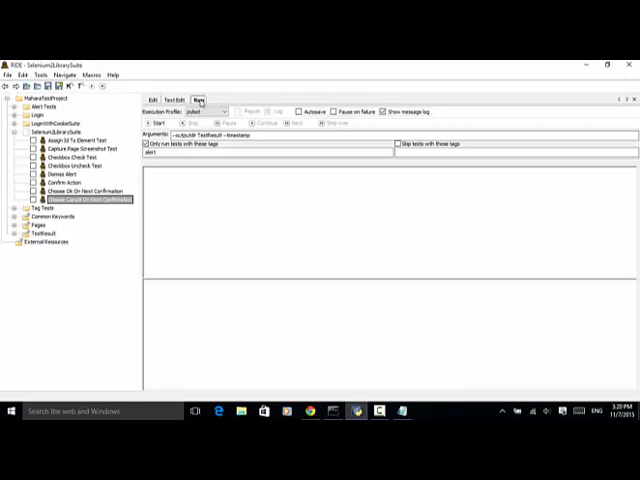 RIDE - Selenium2LibrarySuite
File Edit Tools Navigate Macros Help
MaharaTestProject
Alert Tests
Login
LoginWithCookieSuite
Selenium2LibrarySuite
Assign Id To Element Test
Capture Page Screenshot Test
Checkbox Check Test
Checkbox Uncheck Test
Dismiss Alert
Confirm Action
Choose Ok On Next Confirmation
Choose Cancel On Next Confirmation
Tag Tests
Common Keywords
Pages
TestResult
External Resources
Edit Text Edit Run
Execution Profile: pybot Report Log Autosave Pause on failure Show message log
Start Stop Pause Continue Next Step over
Arguments: --outputdir TestResult --timestamp
Only run tests with these tags Skip tests with these tags
alert
Search the web and Windows
ENG
3:20 PM
11/7/2015